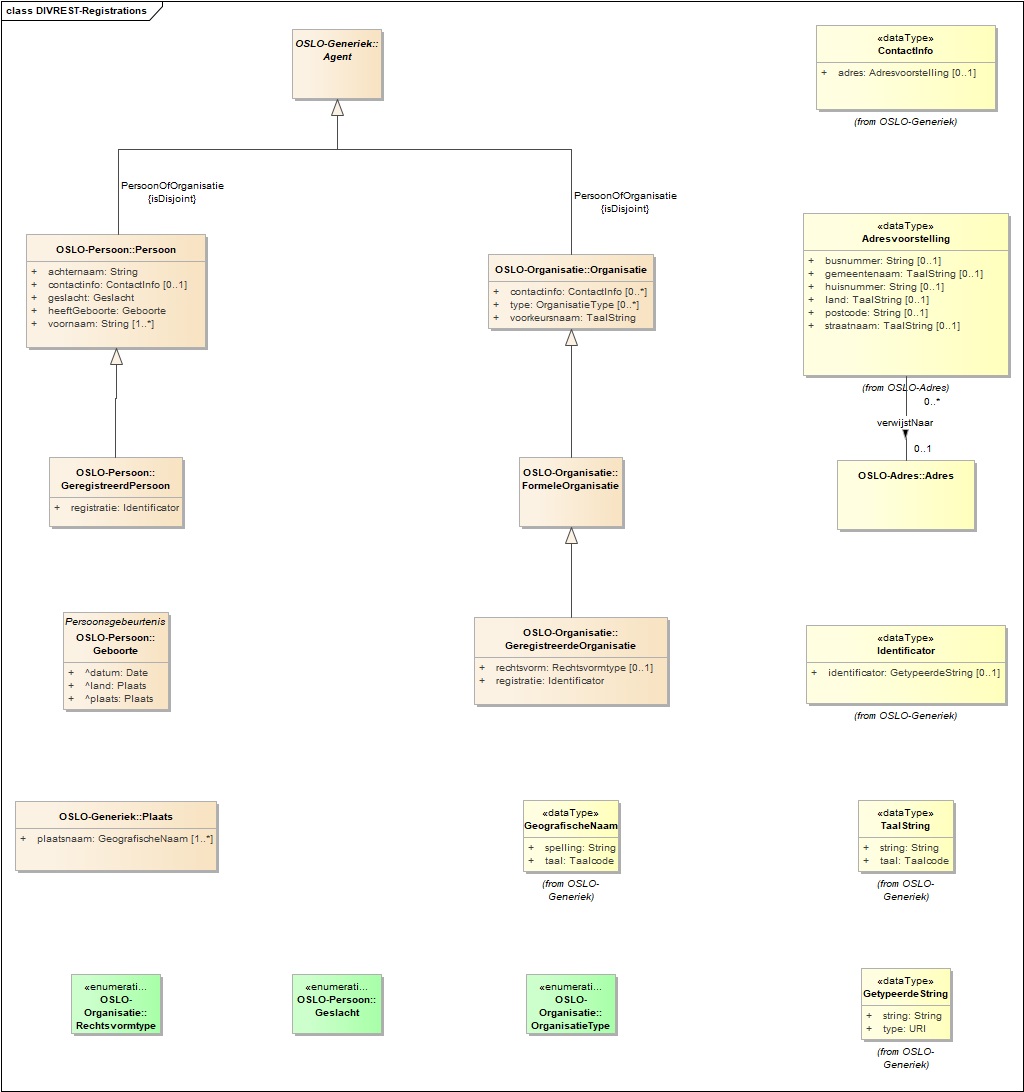 class DIVREST-Registrations
OSLO-Generiek::
Agent
«dataType»
ContactInfo
+ adres: Adresvoorstelling [0..1]
(from OSLO-Generiek)
PersoonOfOrganisatie
{isDisjoint}
PersoonOfOrganisatie
{isDisjoint}
OSLO-Persoon::Persoon
+ achternaam: String
+ contactinfo: ContactInfo [0..1]
+ geslacht: Geslacht
+ heeftGeboorte: Geboorte
+ voornaam: String [1..*]
OSLO-Organisatie::Organisatie
+ contactinfo: ContactInfo [0..*]
+ type: OrganisatieType [0..*]
+ voorkeursnaam: TaalString
«dataType»
Adresvoorstelling
+ busnummer: String [0..1]
+ gemeentenaam: TaalString [0..1]
+ huisnummer: String [0..1]
+ land: TaalString [0..1]
+ postcode: String [0..1]
+ straatnaam: TaalString [0..1]
(from OSLO-Adres)
0..*
verwijstNaar
0..1
OSLO-Persoon::
GeregistreerdPersoon
+ registratie: Identificator
OSLO-Organisatie::
FormeleOrganisatie
OSLO-Adres::Adres
Persoonsgebeurtenis
OSLO-Persoon::
Geboorte
+ ^datum: Date
+ ^land: Plaats
+ ^plaats: Plaats
OSLO-Organisatie::
GeregistreerdeOrganisatie
+ rechtsvorm: Rechtsvormtype [0..1]
+ registratie: Identificator
«dataType»
Identificator
+ identificator: GetypeerdeString [0..1]
(from OSLO-Generiek)
OSLO-Generiek::Plaats
+ plaatsnaam: GeografischeNaam [1..*]
«dataType»
GeografischeNaam
+ spelling: String
+ taal: Taalcode
(from OSLO-
Generiek)
«dataType»
TaalString
+ string: String
+ taal: Taalcode
(from OSLO-
Generiek)
«enumerati...
OSLO-
Organisatie::
Rechtsvormtype
«enumerati...
OSLO-Persoon::
Geslacht
«enumerati...
OSLO-
Organisatie::
OrganisatieType
«dataType»
GetypeerdeString
+ string: String
+ type: URI
(from OSLO-
Generiek)